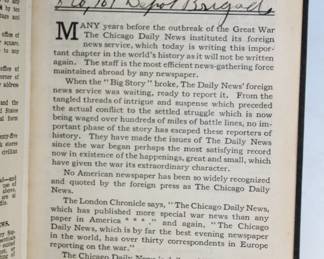 Depot Brigade
MANY years before the outbreak of the Great War
The Chicago Daily News instituted its foreign
news service, which today is writing this impor-
tant chapter in the world's history as it will not be written
again. The staff is the most efficient news-gathering force
maintained abroad by any newspaper.
When the "Big Story" broke, The Daily News' foreign
news service was waiting, ready to report it. From the
tangled threads of intrigue and suspense which preceded
the actual conflict to the settled struggle which is now
being waged over hundreds of miles of battle lines, no im-
portant phase of the story has escaped these reporters of
history. They have made the issues of The Daily News
since the war began perhaps the most satisfying record
now in existence of the happenings, great and small, which
have given the war its extraordinary character.
No American newspaper has been so widely recognized
and quoted by the foreign press as The Chicago Daily
News.
The London Chronicle says, "The Chicago Daily News,
which has published more special war news than any
paper in America * * *" and again, "The Chicago
Daily News, which is by far the best evening newspaper
in the world, has over thirty correspondents in Europe
reporting on the war."
The Chicago Daily News